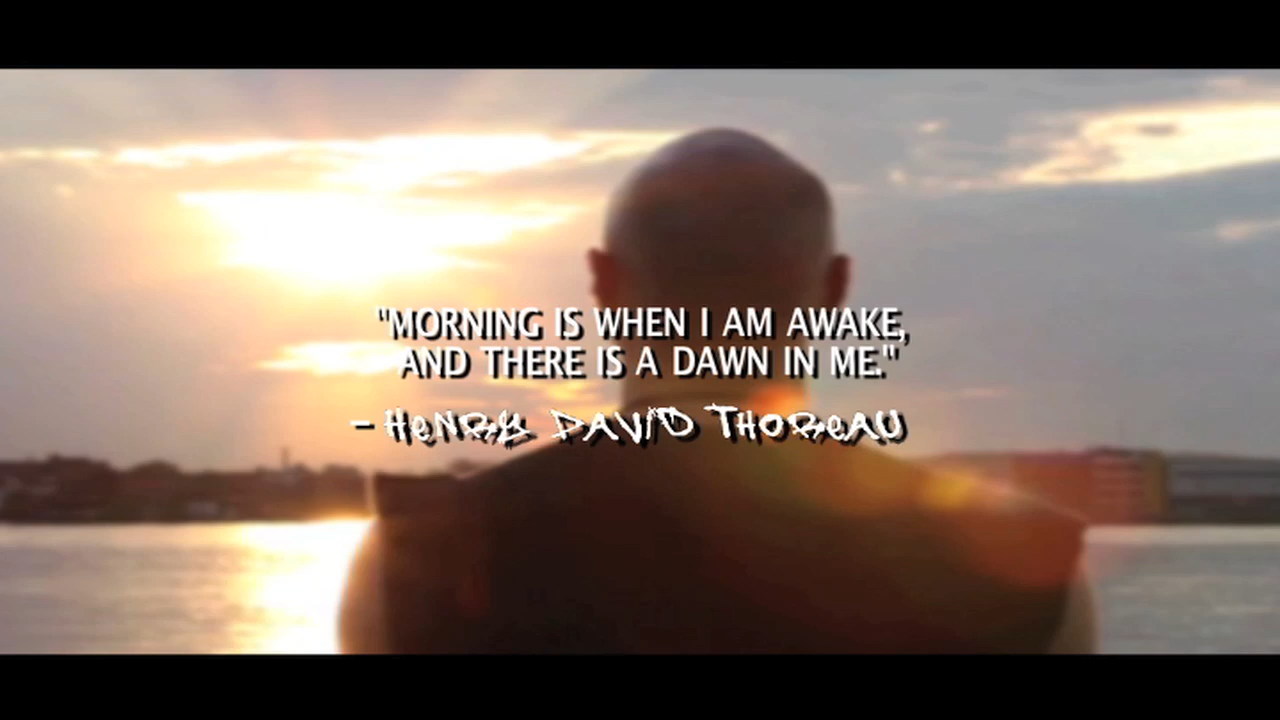 "MORNING IS WHEN I AM AWAKE,
AND THERE IS A DAWN IN ME."
- HENRY DAVID THOREAU